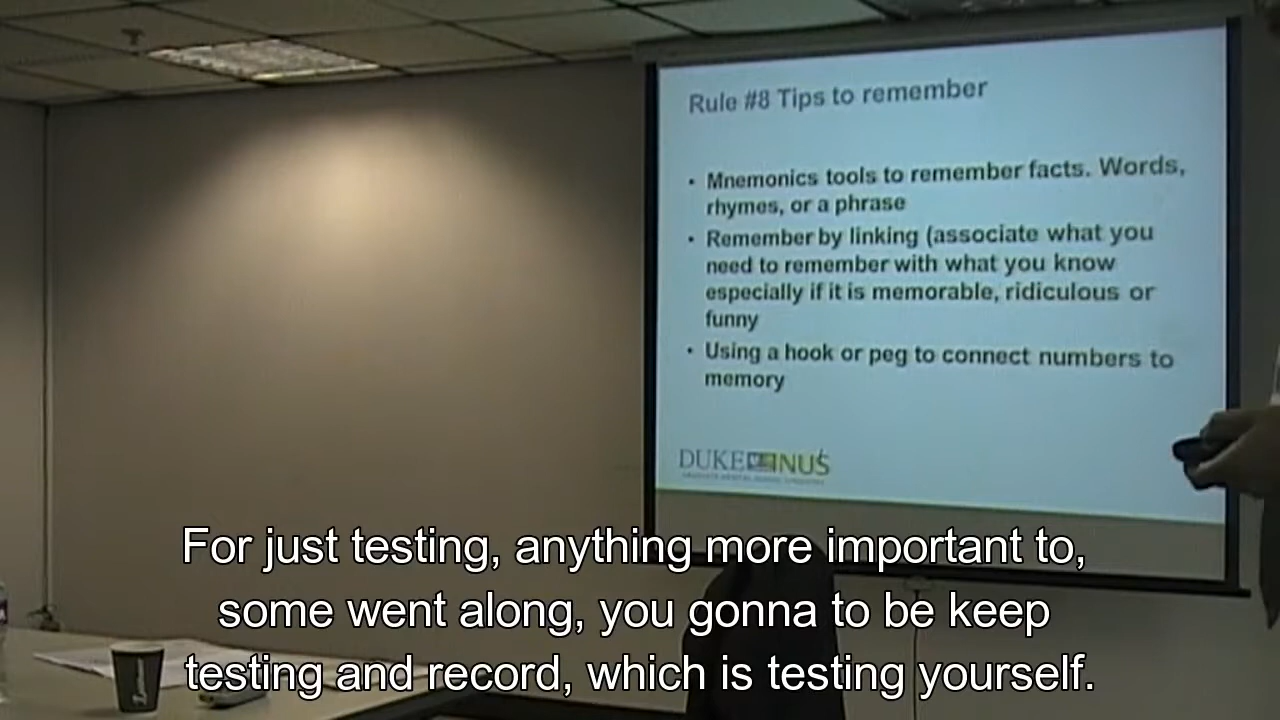 Rule #8 Tips to remember
• Mnemonics tools to remember facts. Words,
rhymes, or a phrase
• Remember by linking (associate what you
need to remember with what you know
especially if it is memorable, ridiculous or
funny
• Using a hook or peg to connect numbers to
memory
DUKE NUS
For just testing, anything more important to,
some went along, you gonna to be keep
testing and record, which is testing yourself.